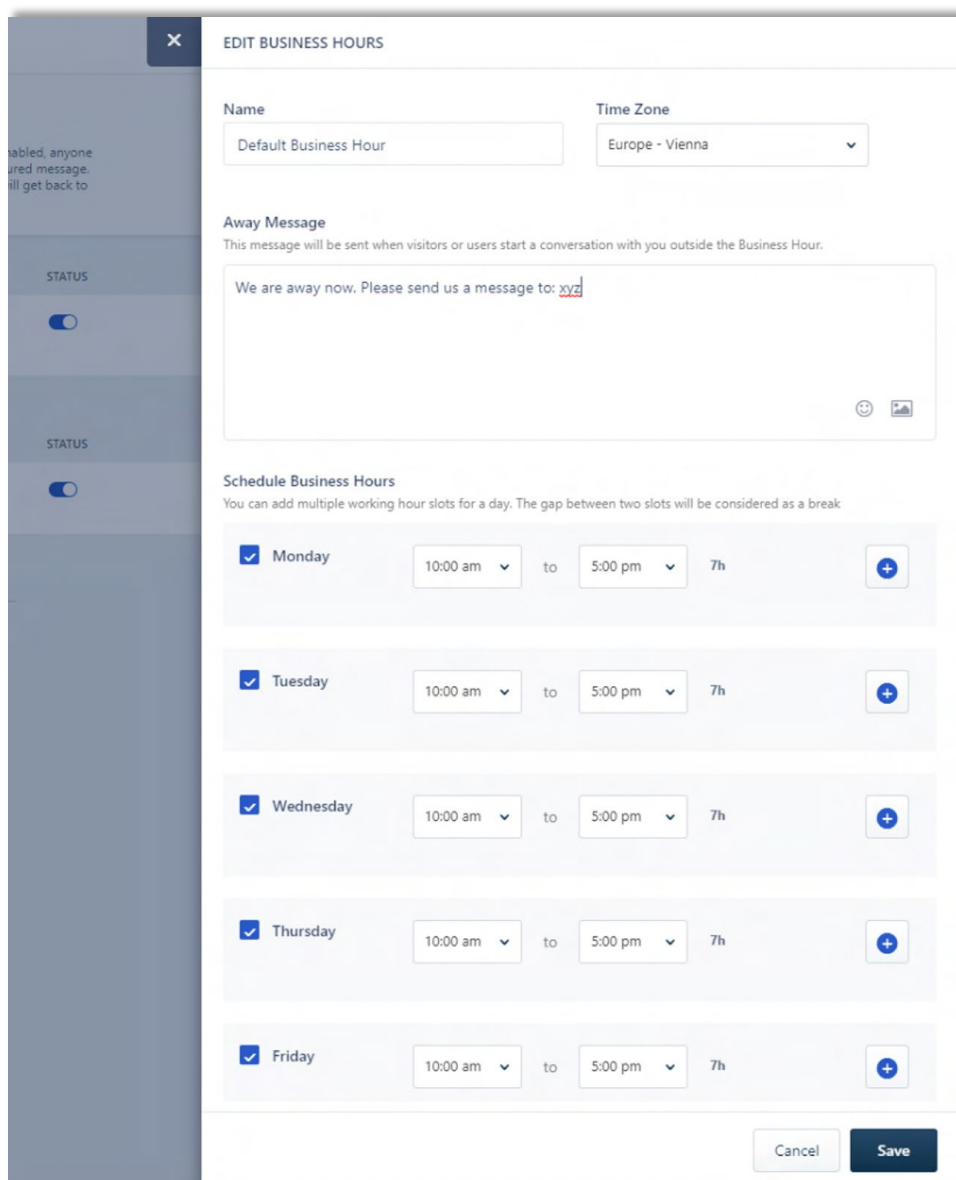 EDIT BUSINESS HOURS
nabled, anyone
ured message.
ill get back to
STATUS
STATUS
Name
Time Zone
Default Business Hour
Europe - Vienna
Away Message
This message will be sent when visitors or users start a conversation with you outside the Business Hour.
We are away now. Please send us a message to: xyz
Schedule Business Hours
You can add multiple working hour slots for a day. The gap between two slots will be considered as a break
Monday 10:00 am to 5:00 pm 7h
Tuesday 10:00 am to 5:00 pm 7h
Wednesday 10:00 am to 5:00 pm 7h
Thursday 10:00 am to 5:00 pm 7h
Friday 10:00 am to 5:00 pm 7h
Cancel Save